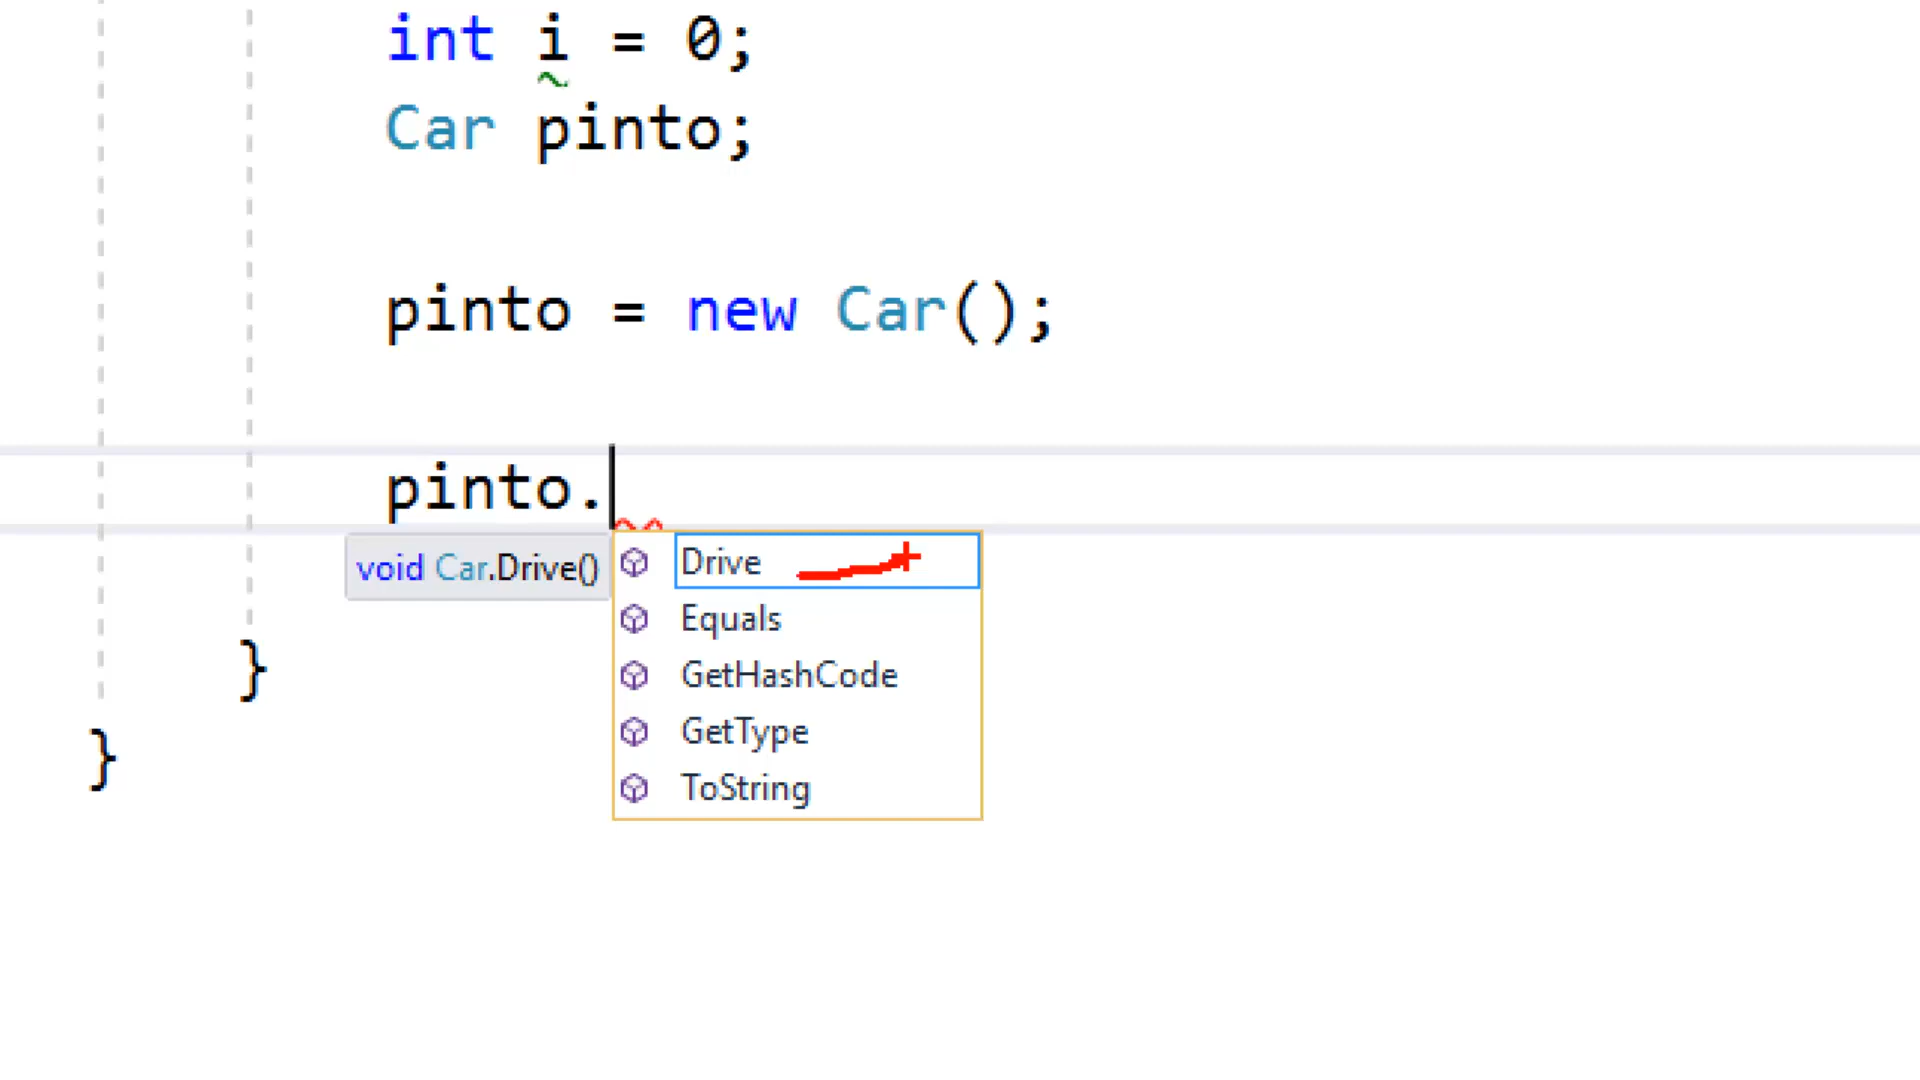 int i = 0;
Car pinto;
pinto = new Car();
pinto.
void Car.Drive()
Drive
Equals
GetHashCode
GetType
ToString
}
}